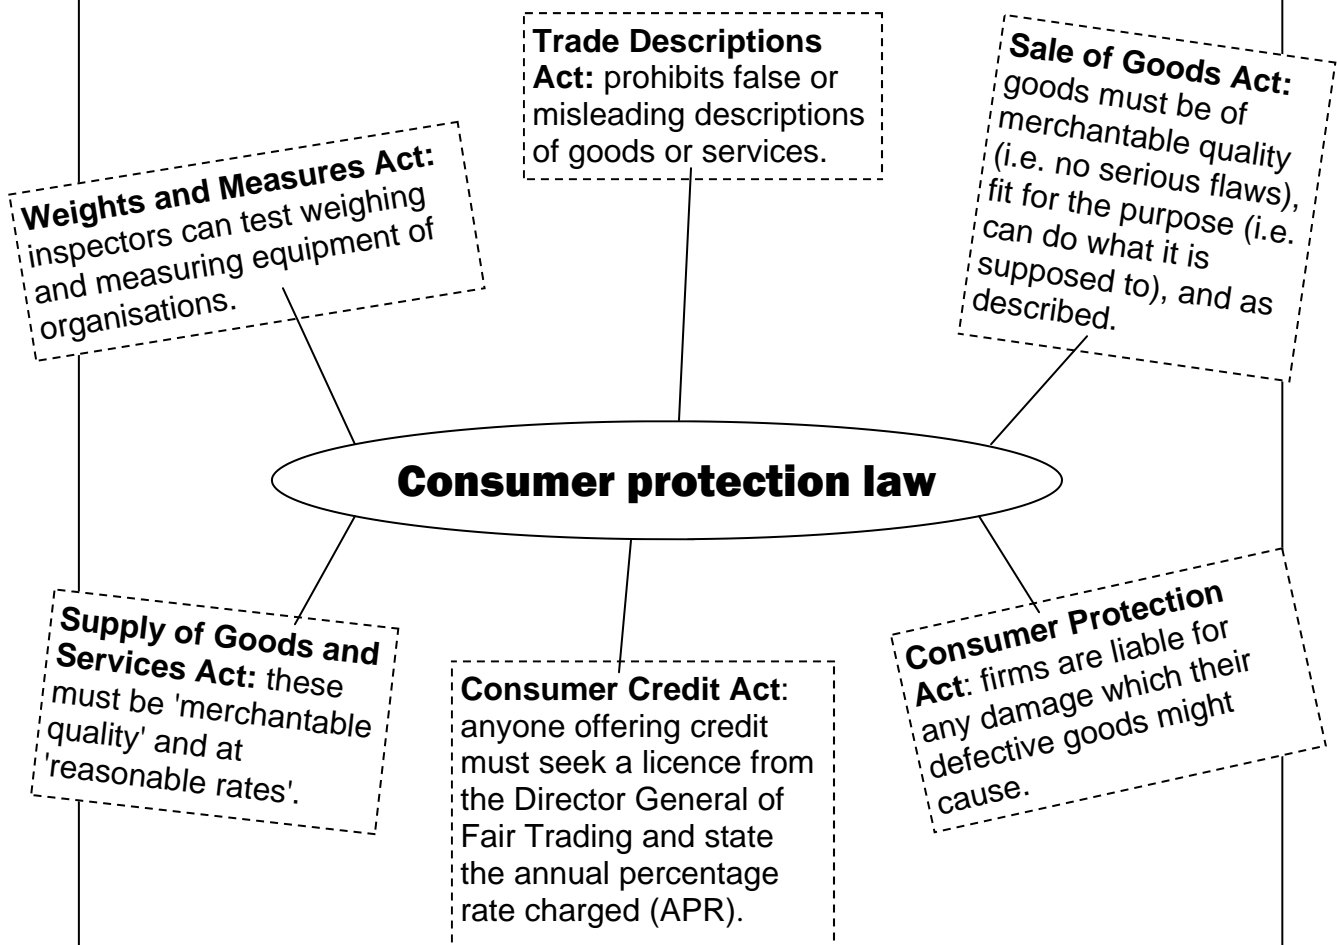 Trade Descriptions
Act: prohibits false or
misleading descriptions
of goods or services.
Sale of Goods Act:
goods must be of
merchantable quality
(i.e. no serious flaws),
fit for the purpose (i.e.
can do what it is
supposed to), and as
described.
Weights and Measures Act:
inspectors can test weighing
and measuring equipment of
organisations.
Consumer protection law
Supply of Goods and
Services Act: these
must be 'merchantable
quality' and at
'reasonable rates'.
Consumer Credit Act:
anyone offering credit
must seek a licence from
the Director General of
Fair Trading and state
the annual percentage
rate charged (APR).
Consumer Protection
Act: firms are liable for
any damage which their
defective goods might
cause.